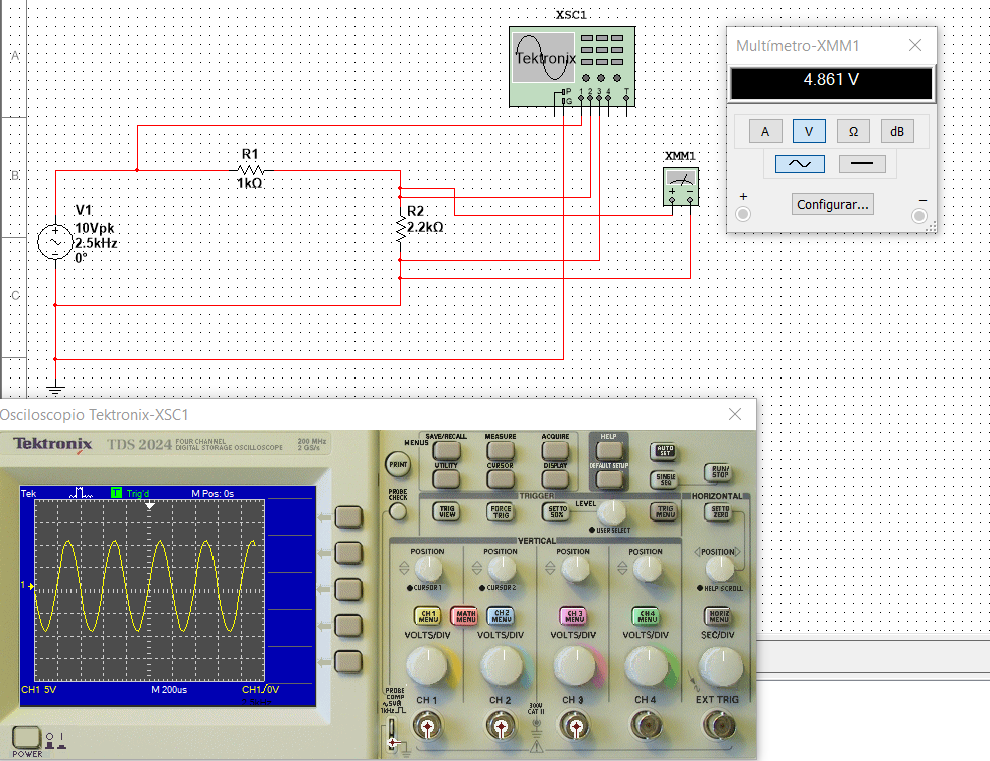 XSC1
Tektronix
P
G
1 2 3 4 T
Multímetro-XMM1
4.861 V
A V Ω dB
+
−
Configurar...
A
B
C
R1
1kΩ
XMM1
+ −
V1
10Vpk
2.5kHz
0°
R2
2.2kΩ
Osciloscopio Tektronix-XSC1
Tektronix TDS 2024 FOUR CHANNEL
DIGITAL STORAGE OSCILLOSCOPE
200 MHz
2 GS/s
Tek T Trig'd M Pos: 0s
1
CH1 5V M 200us CH1/0V
POWER
MENUS
SAVE/RECALL MEASURE ACQUIRE HELP
AUTO SET
PRINT
UTILITY CURSOR DISPLAY DEFAULT SETUP
SINGLE SEQ
RUN/STOP
PROBE CHECK
TRIGGER
TRIG VIEW
FORCE TRIG
SET TO 50%
LEVEL
USER SELECT
TRIG MENU
HORIZONTAL
SET TO ZERO
VERTICAL
POSITION POSITION POSITION POSITION POSITION
CURSOR 1 CURSOR 2 HELP SCROLL
CH 1 MENU
MATH MENU
CH 2 MENU
CH 3 MENU
CH 4 MENU
HORIZ MENU
VOLTS/DIV VOLTS/DIV VOLTS/DIV VOLTS/DIV SEC/DIV
PROBE COMP
~5V@
1kHz
CH 1 CH 2 CH 3 CH 4 EXT TRIG
300V
CAT II